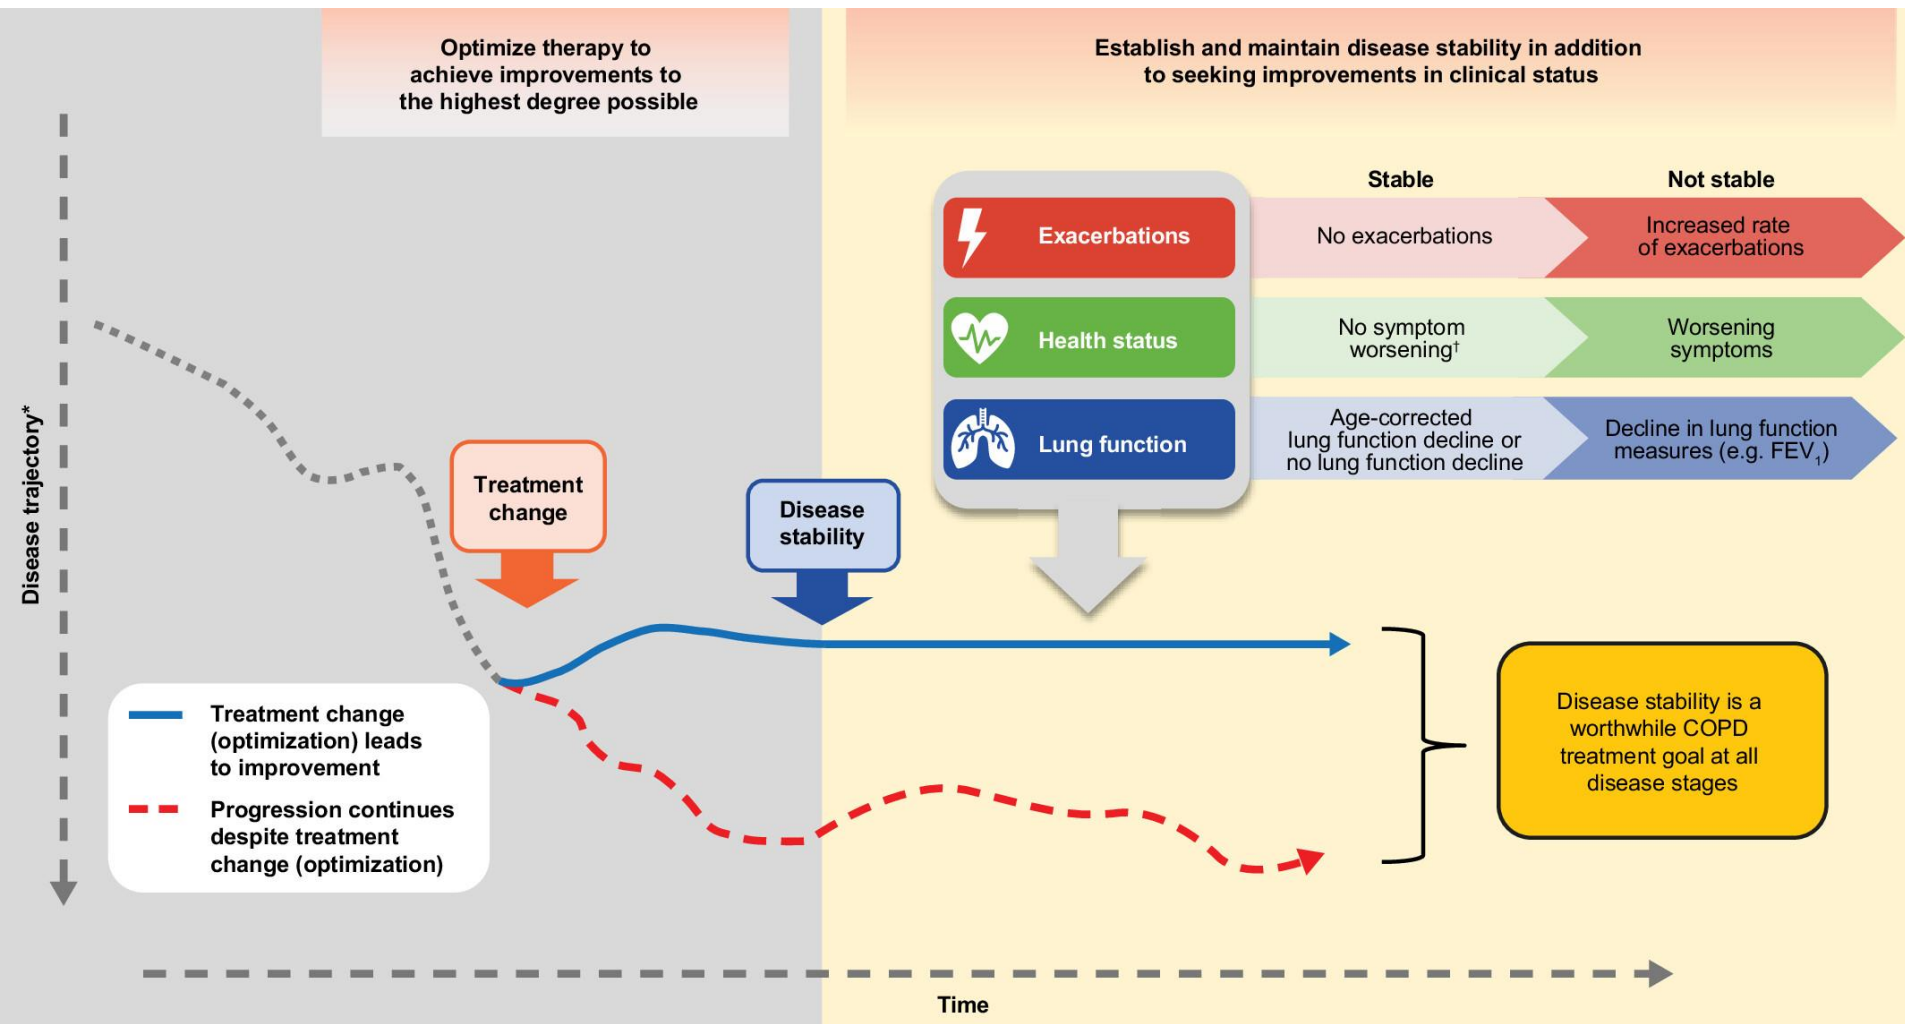 Optimize therapy to
achieve improvements to
the highest degree possible
Establish and maintain disease stability in addition
to seeking improvements in clinical status
Stable
Not stable
Exacerbations
No exacerbations
Increased rate
of exacerbations
Health status
No symptom
worsening†
Worsening
symptoms
Lung function
Age-corrected
lung function decline or
no lung function decline
Decline in lung function
measures (e.g. FEV₁)
Disease trajectory*
Treatment
change
Disease
stability
Treatment change
(optimization) leads
to improvement
Progression continues
despite treatment
change (optimization)
Disease stability is a
worthwhile COPD
treatment goal at all
disease stages
Time